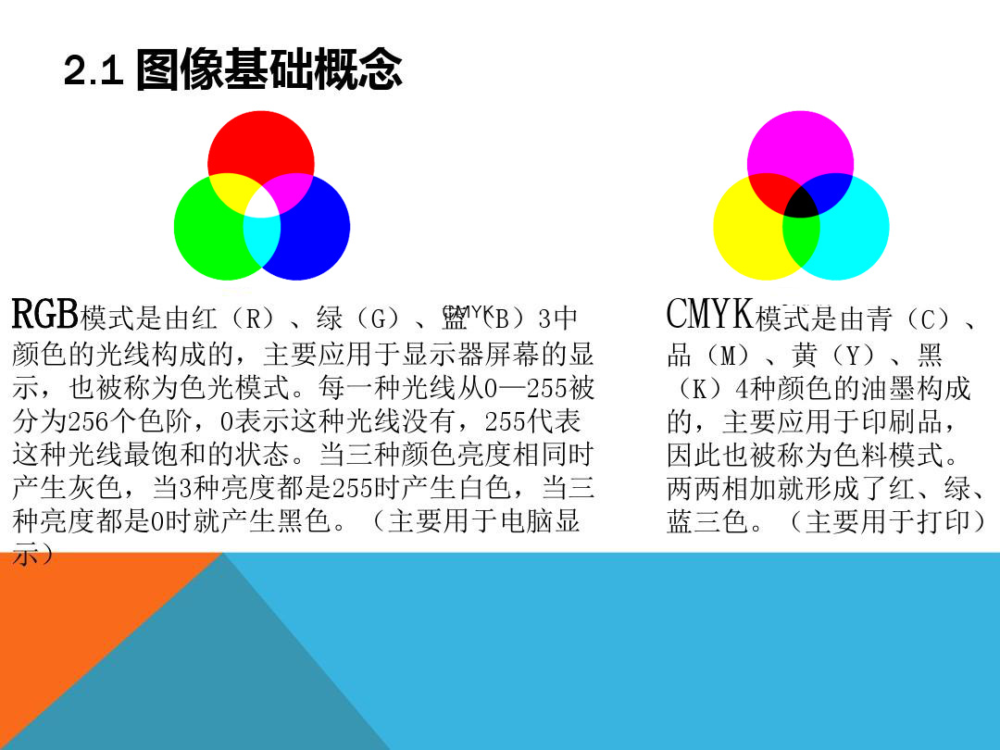 2.1 图像基础概念
RGB模式是由红（R）、绿（G）、蓝（B）3中
颜色的光线构成的，主要应用于显示器屏幕的显
示，也被称为色光模式。每一种光线从0—255被
分为256个色阶，0表示这种光线没有，255代表
这种光线最饱和的状态。当三种颜色亮度相同时
产生灰色，当3种亮度都是255时产生白色，当三
种亮度都是0时就产生黑色。（主要用于电脑显
示）
CMYK
CMYK模式是由青（C）、
品（M）、黄（Y）、黑
（K）4种颜色的油墨构成
的，主要应用于印刷品，
因此也被称为色料模式。
两两相加就形成了红、绿、
蓝三色。（主要用于打印）